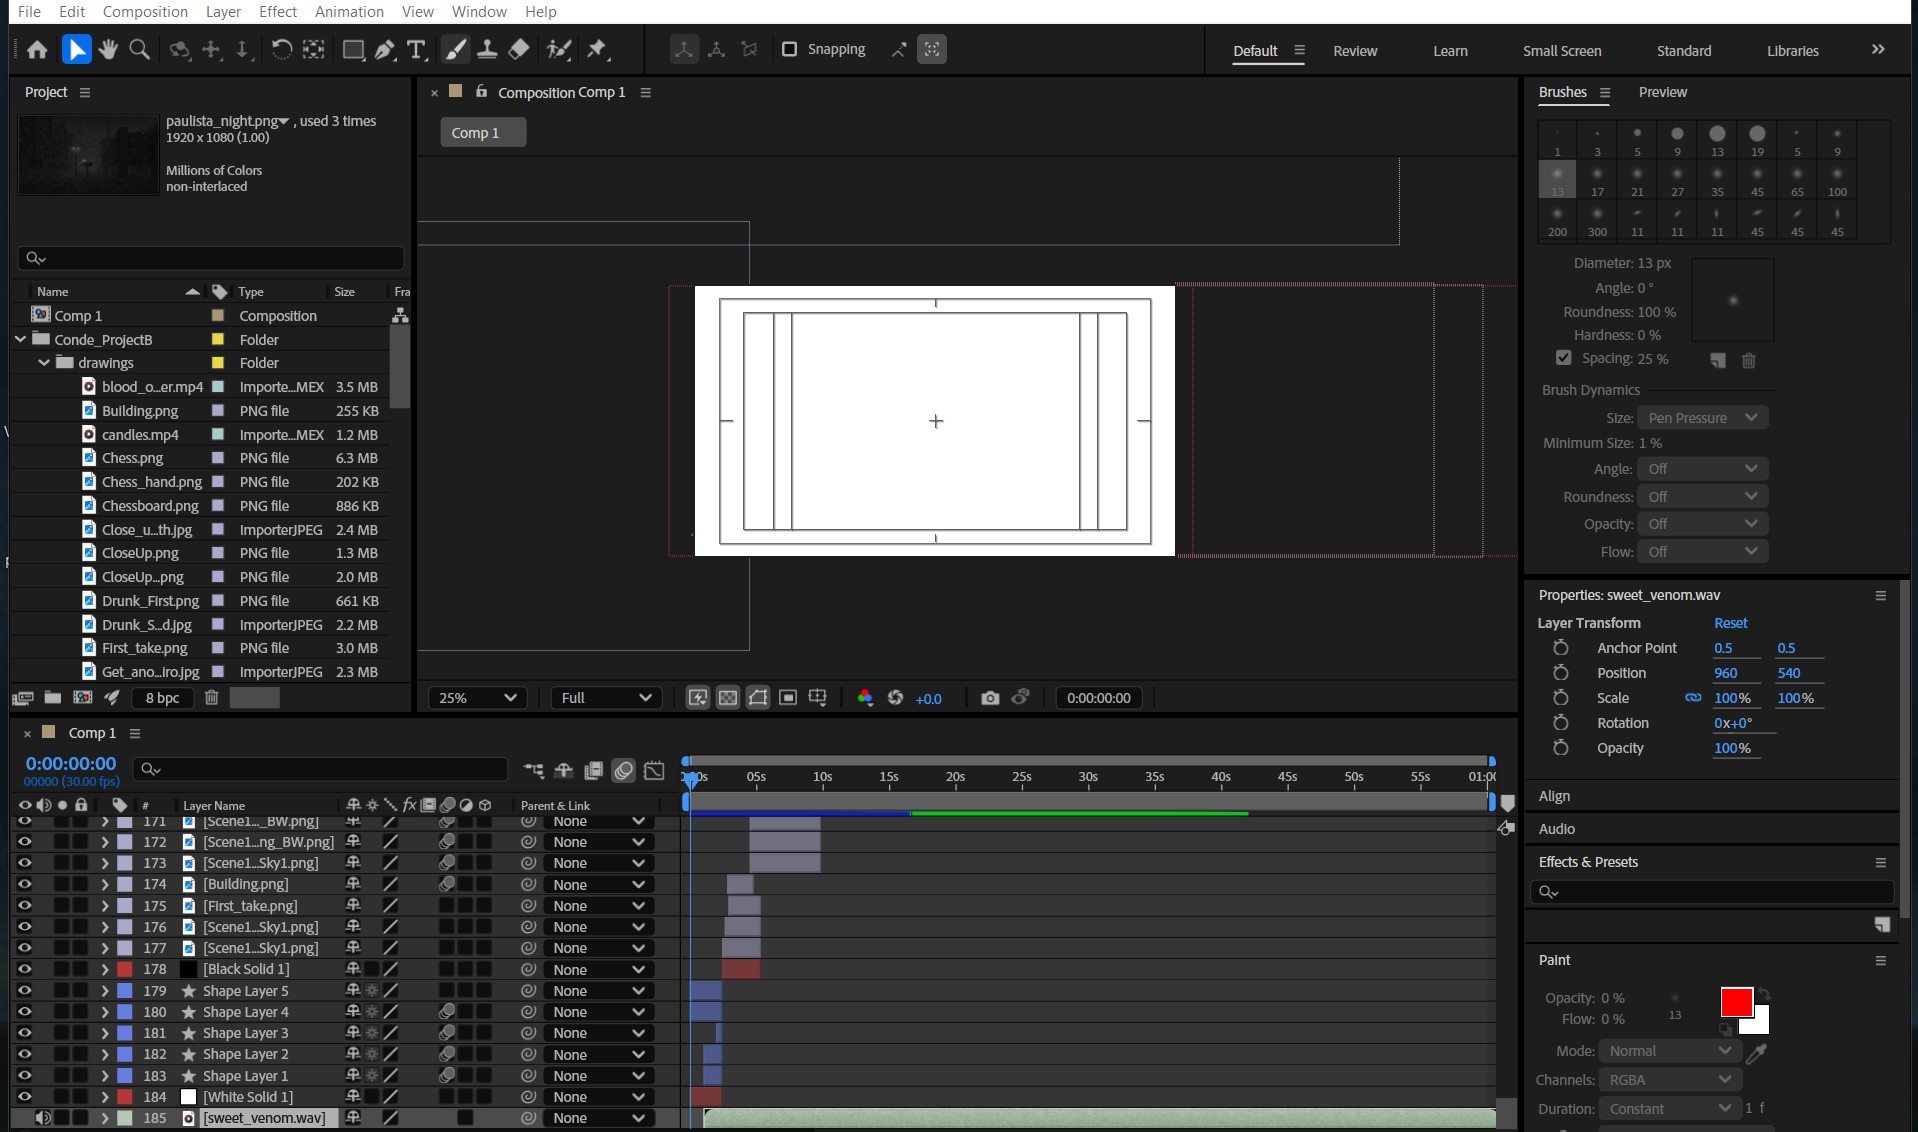 File Edit Composition Layer Effect Animation View Window Help
Snapping
Default Review Learn Small Screen Standard Libraries
Project
paulista_night.png , used 3 times
1920 x 1080 (1.00)
Millions of Colors
non-interlaced
Name Type Size Fra
Comp 1 Composition
Conde_ProjectB Folder
drawings Folder
blood_o...er.mp4 Importe...MEX 3.5 MB
Building.png PNG file 255 KB
candles.mp4 Importe...MEX 1.2 MB
Chess.png PNG file 6.3 MB
Chess_hand.png PNG file 202 KB
Chessboard.png PNG file 886 KB
Close_u...th.jpg ImporterJPEG 2.4 MB
CloseUp.png PNG file 1.3 MB
CloseUp...png PNG file 2.0 MB
Drunk_First.png PNG file 661 KB
Drunk_S...d.jpg ImporterJPEG 2.2 MB
First_take.png PNG file 3.0 MB
Get_ano...iro.jpg ImporterJPEG 2.3 MB
8 bpc
Composition Comp 1
Comp 1
25% Full +0.0 0:00:00:00
Brushes Preview
1 3 5 9 13 19 5 9
13 17 21 27 35 45 65 100
200 300 11 11 11 45 45 45
Diameter: 13 px
Angle: 0 °
Roundness: 100 %
Hardness: 0 %
Spacing: 25 %
Brush Dynamics
Size: Pen Pressure
Minimum Size: 1 %
Angle: Off
Roundness: Off
Opacity: Off
Flow: Off
Properties: sweet_venom.wav
Layer Transform Reset
Anchor Point 0.5 0.5
Position 960 540
Scale 100% 100%
Rotation 0x+0°
Opacity 100%
Align
Audio
Effects & Presets
Paint
Opacity: 0 %
Flow: 0 %
13
Mode: Normal
Channels: RGBA
Duration: Constant 1 f
Comp 1
0:00:00:00
00000 (30.00 fps)
05s 10s 15s 20s 25s 30s 35s 40s 45s 50s 55s 01:00
# Layer Name fx Parent & Link
171 [Scene1..._BW.png] None
172 [Scene1...ng_BW.png] None
173 [Scene1...Sky1.png] None
174 [Building.png] None
175 [First_take.png] None
176 [Scene1...Sky1.png] None
177 [Scene1...Sky1.png] None
178 [Black Solid 1] None
179 Shape Layer 5 None
180 Shape Layer 4 None
181 Shape Layer 3 None
182 Shape Layer 2 None
183 Shape Layer 1 None
184 [White Solid 1] None
185 [sweet_venom.wav] None